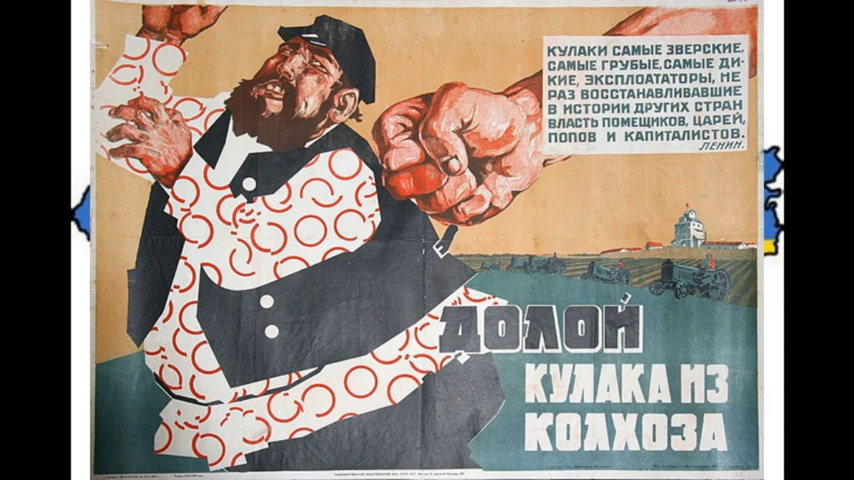 КУЛАКИ САМЫЕ ЗВЕРСКИЕ,
САМЫЕ ГРУБЫЕ, САМЫЕ ДИ-
КИЕ, ЭКСПЛОАТАТОРЫ, НЕ
РАЗ ВОССТАНАВЛИВАВШИЕ
В ИСТОРИИ ДРУГИХ СТРАН
ВЛАСТЬ ПОМЕЩИКОВ, ЦАРЕЙ,
ПОПОВ И КАПИТАЛИСТОВ.
ЛЕНИН.
ДОЛОЙ
КУЛАКА ИЗ
КОЛХОЗА